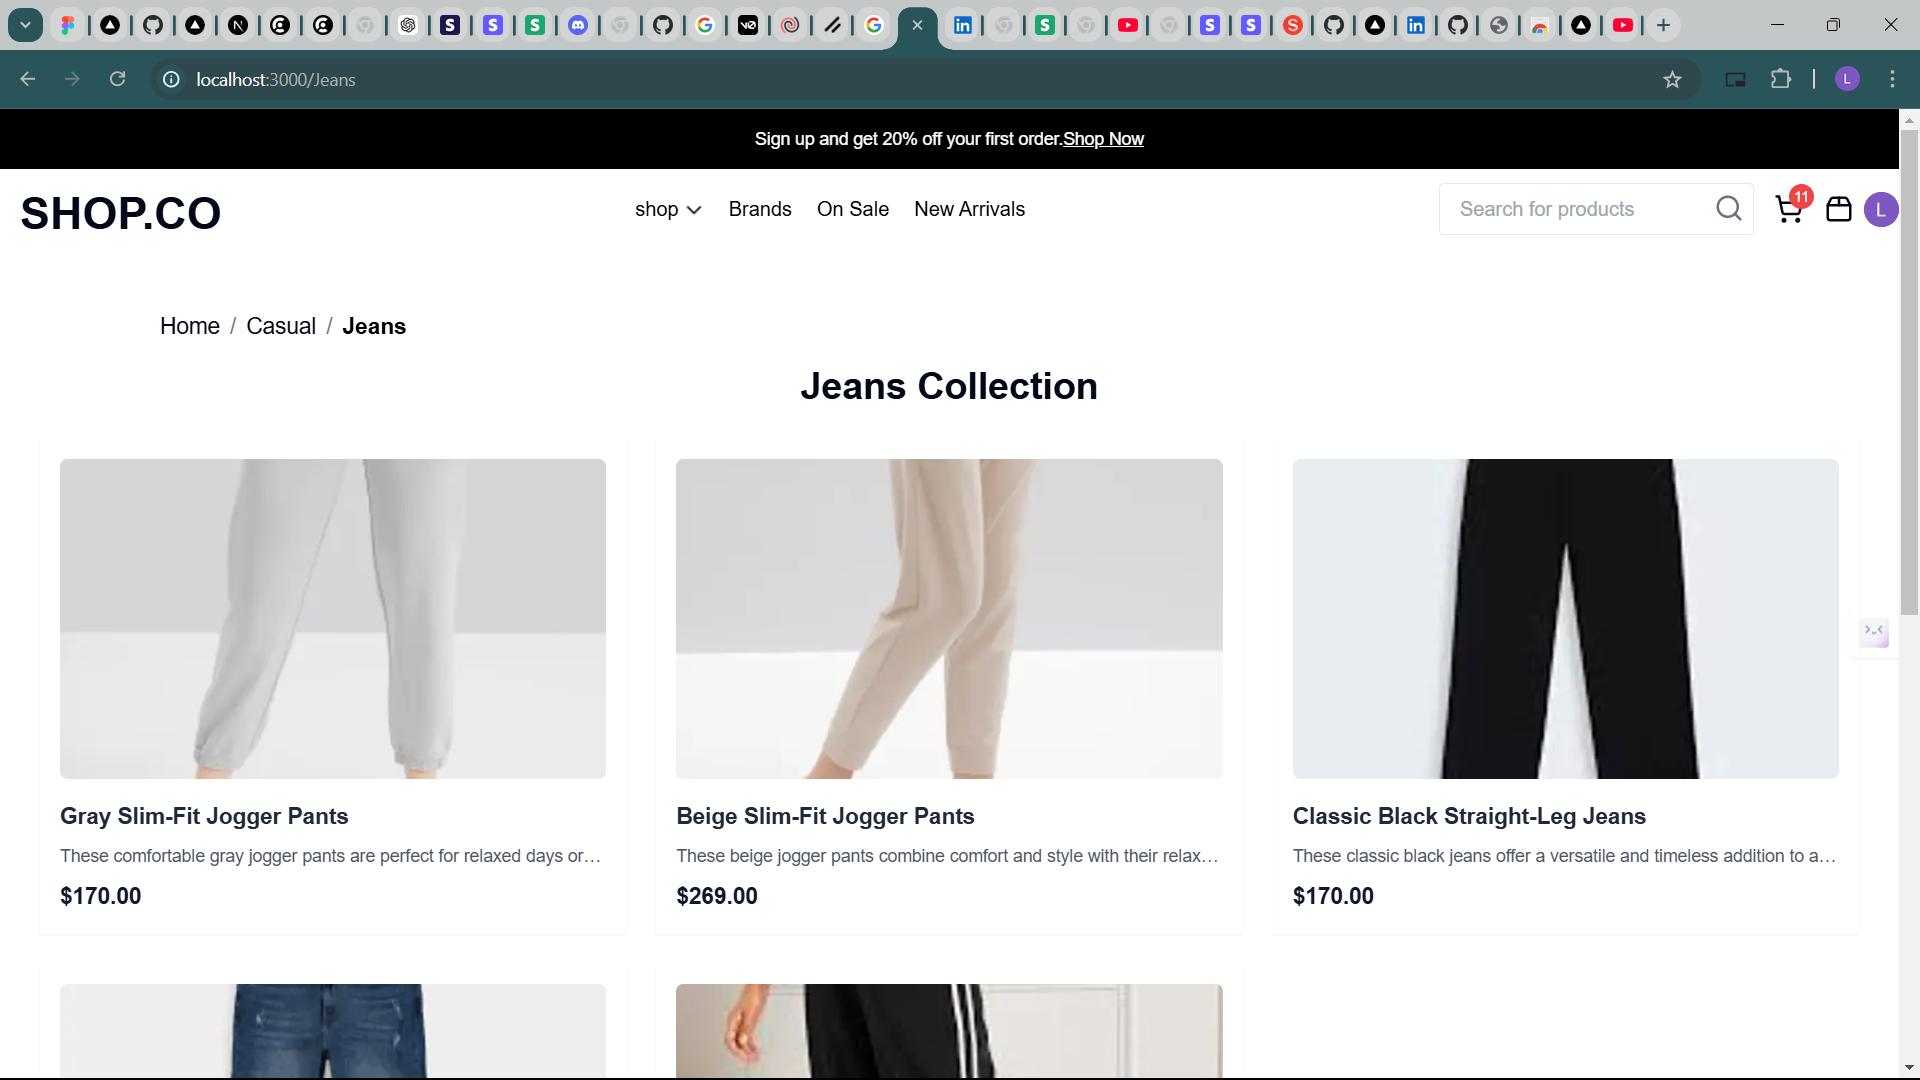 localhost:3000/Jeans
L
Sign up and get 20% off your first order.Shop Now
SHOP.CO
shop
Brands
On Sale
New Arrivals
Search for products
11
L
Home / Casual / Jeans
Jeans Collection
Gray Slim-Fit Jogger Pants
Beige Slim-Fit Jogger Pants
Classic Black Straight-Leg Jeans
These comfortable gray jogger pants are perfect for relaxed days or…
These beige jogger pants combine comfort and style with their relax…
These classic black jeans offer a versatile and timeless addition to a…
$170.00
$269.00
$170.00